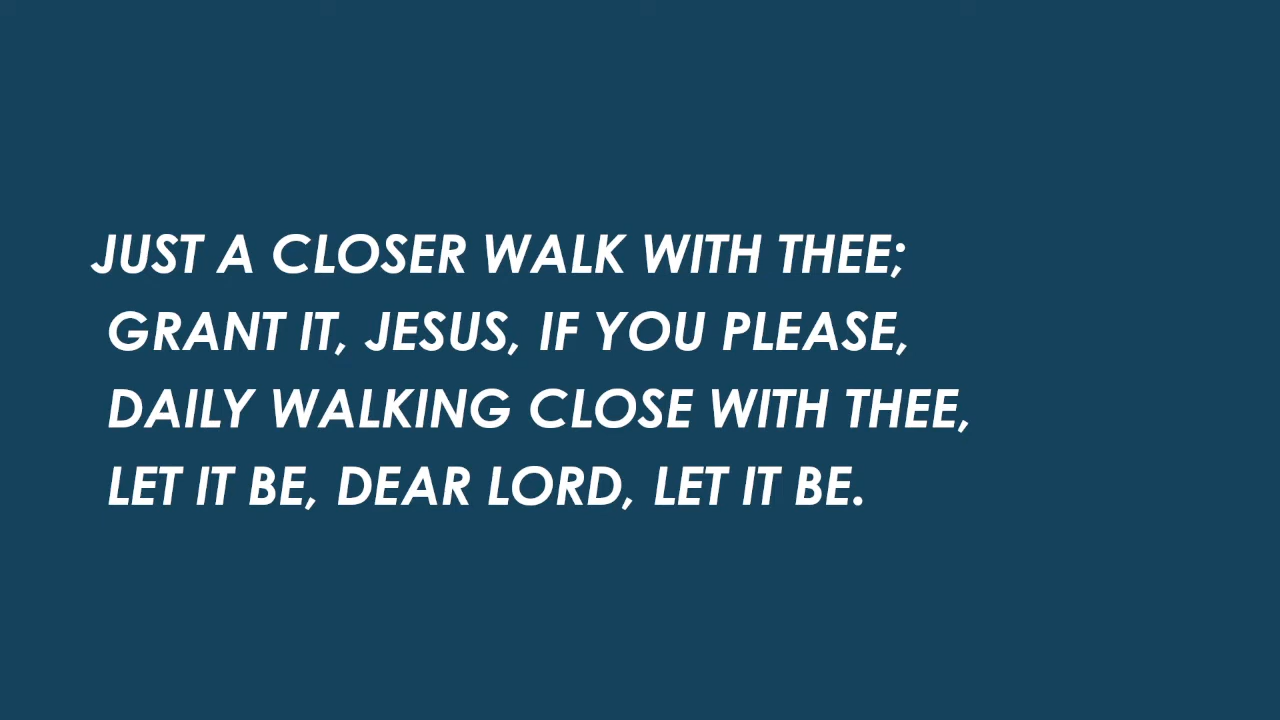 JUST A CLOSER WALK WITH THEE;
GRANT IT, JESUS, IF YOU PLEASE,
DAILY WALKING CLOSE WITH THEE,
LET IT BE, DEAR LORD, LET IT BE.